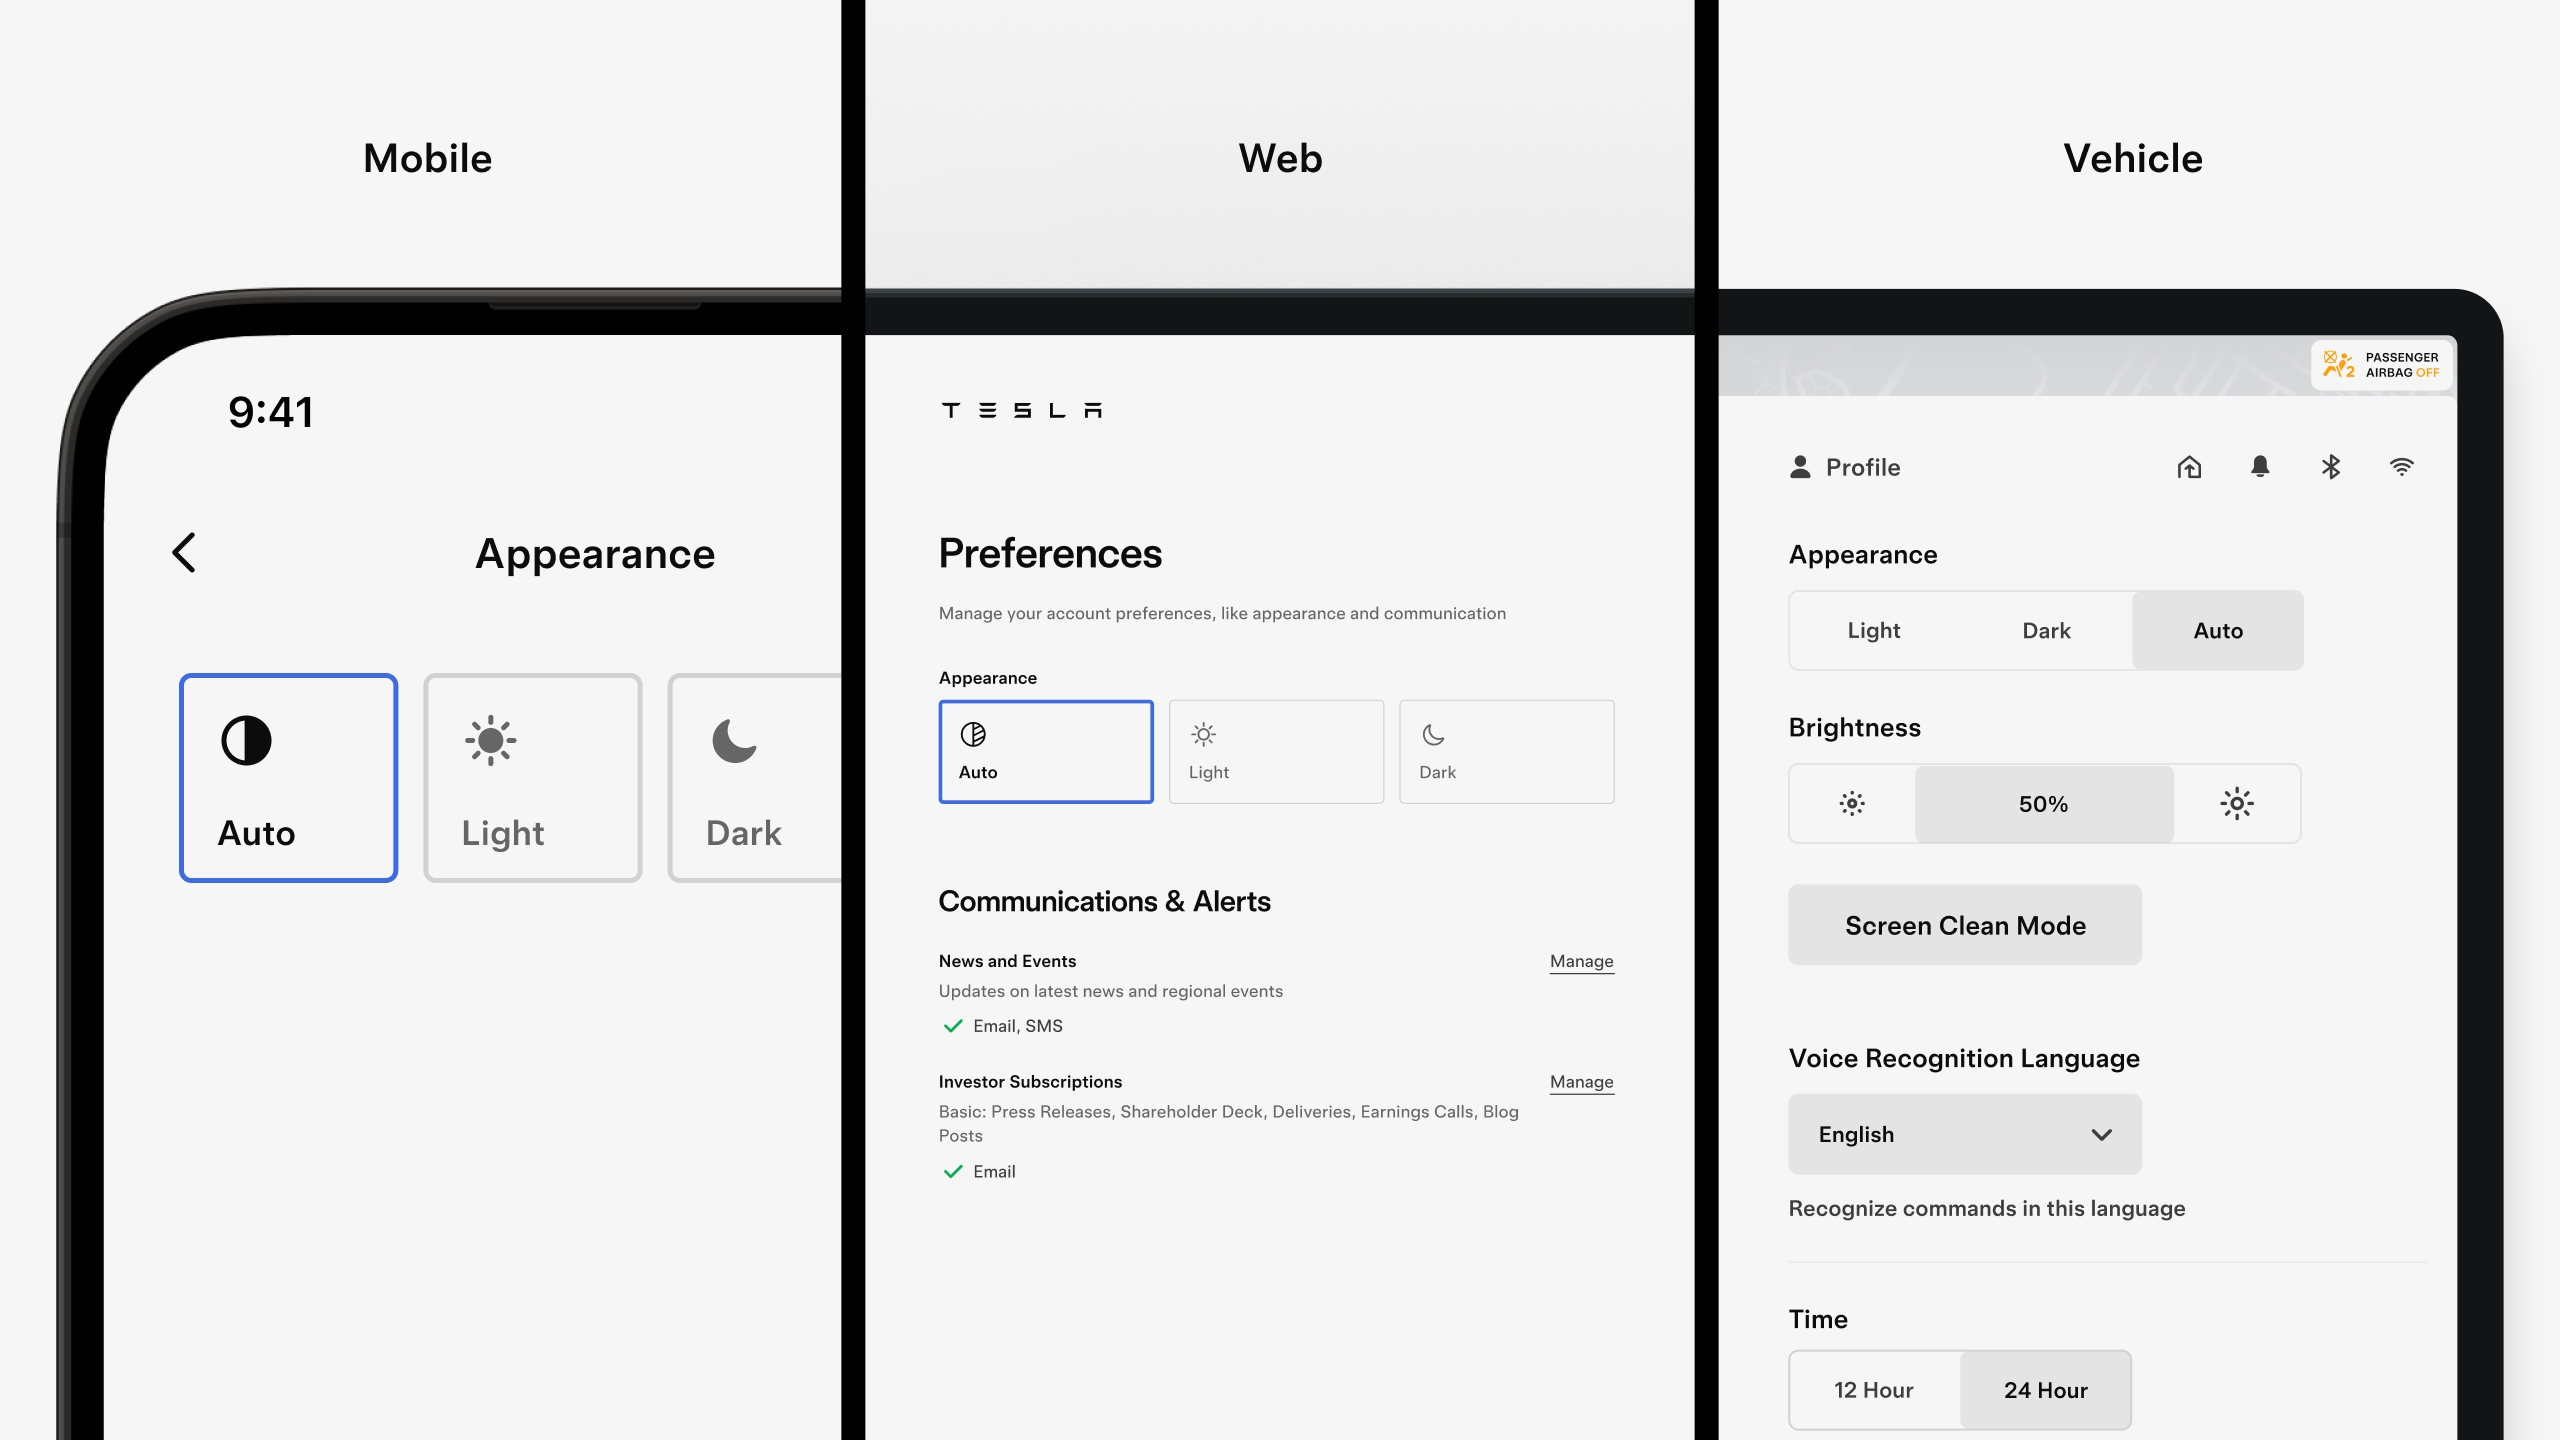 Mobile
9:41
Appearance
Auto
Light
Dark
Web
TESLA
Preferences
Manage your account preferences, like appearance and communication
Appearance
Auto
Light
Dark
Communications & Alerts
News and Events
Manage
Updates on latest news and regional events
Email, SMS
Investor Subscriptions
Manage
Basic: Press Releases, Shareholder Deck, Deliveries, Earnings Calls, Blog
Posts
Email
Vehicle
2
PASSENGER
AIRBAG OFF
Profile
Appearance
Light Dark Auto
Brightness
50%
Screen Clean Mode
Voice Recognition Language
English
Recognize commands in this language
Time
12 Hour 24 Hour